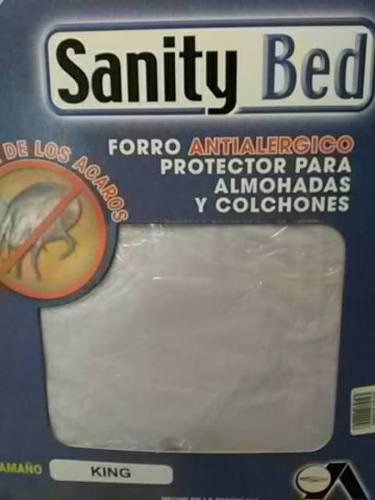 Sanity Bed
FORRO ANTIALERGICO
PROTECTOR PARA
ALMOHADAS
Y COLCHONES
DE LOS ACAROS
AMAÑO KING